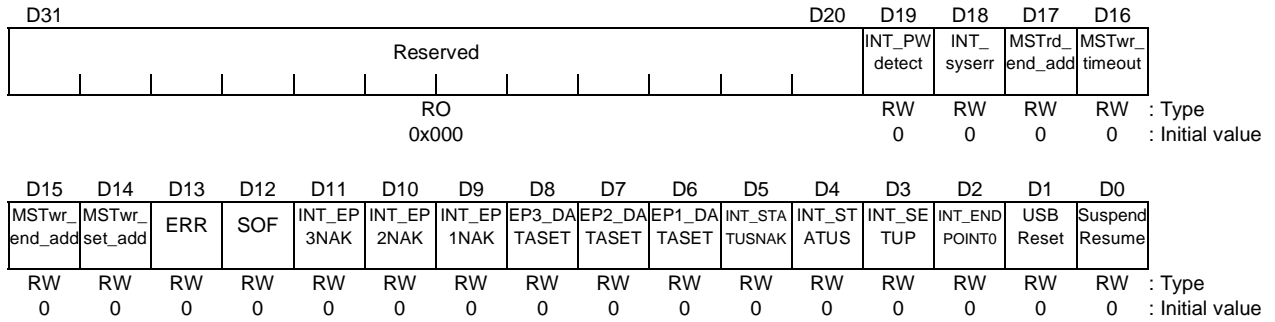 D31 D20 D19 D18 D17 D16
Reserved INT_PW INT_ MSTrd_ MSTwr_
detect syserr end_add timeout
RO RW RW RW RW : Type
0x000 0 0 0 0 : Initial value
D15 D14 D13 D12 D11 D10 D9 D8 D7 D6 D5 D4 D3 D2 D1 D0
MSTwr_ MSTwr_ ERR SOF INT_EP INT_EP INT_EP EP3_DA EP2_DA EP1_DA INT_STA INT_ST INT_SE INT_END USB Suspend
end_add set_add 3NAK 2NAK 1NAK TASET TASET TASET TUSNAK ATUS TUP POINT0 Reset Resume
RW RW RW RW RW RW RW RW RW RW RW RW RW RW RW RW : Type
0 0 0 0 0 0 0 0 0 0 0 0 0 0 0 0 : Initial value